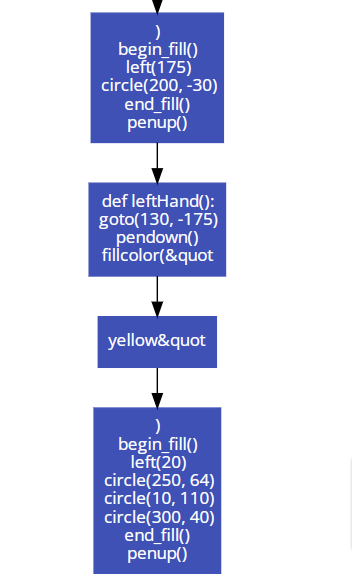 )
begin_fill()
left(175)
circle(200, -30)
end_fill()
penup()
def leftHand():
goto(130, -175)
pendown()
fillcolor(&quot
yellow&quot
)
begin_fill()
left(20)
circle(250, 64)
circle(10, 110)
circle(300, 40)
end_fill()
penup()